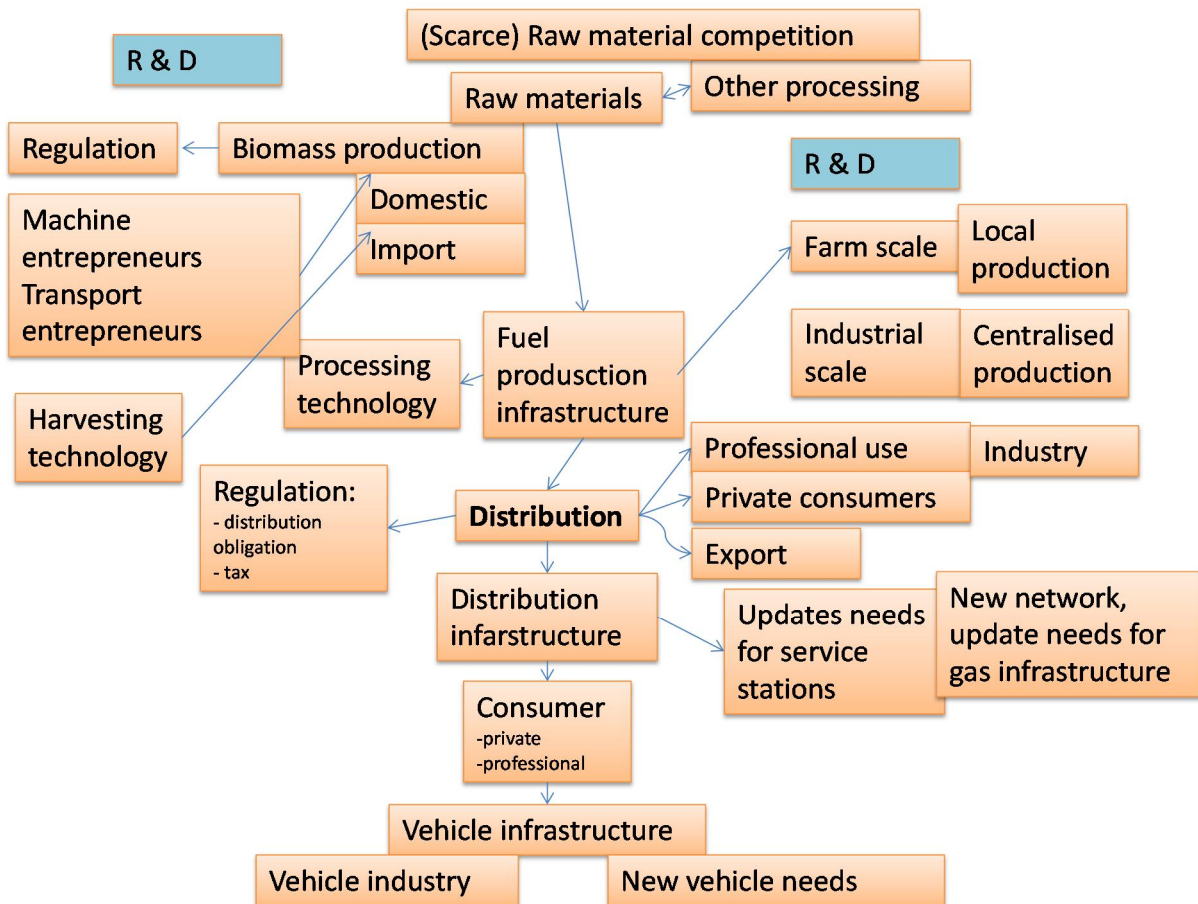 (Scarce) Raw material competition
R & D
Raw materials
Other processing
Regulation
Biomass production
Domestic
Import
R & D
Machine
entrepreneurs
Transport
entrepreneurs
Farm scale
Local
production
Processing
technology
Fuel
produsction
infrastructure
Industrial
scale
Centralised
production
Harvesting
technology
Professional use
Industry
Private consumers
Export
Regulation:
- distribution
obligation
- tax
Distribution
Distribution
infarstructure
Updates needs
for service
stations
New network,
update needs for
gas infrastructure
Consumer
-private
-professional
Vehicle infrastructure
Vehicle industry
New vehicle needs